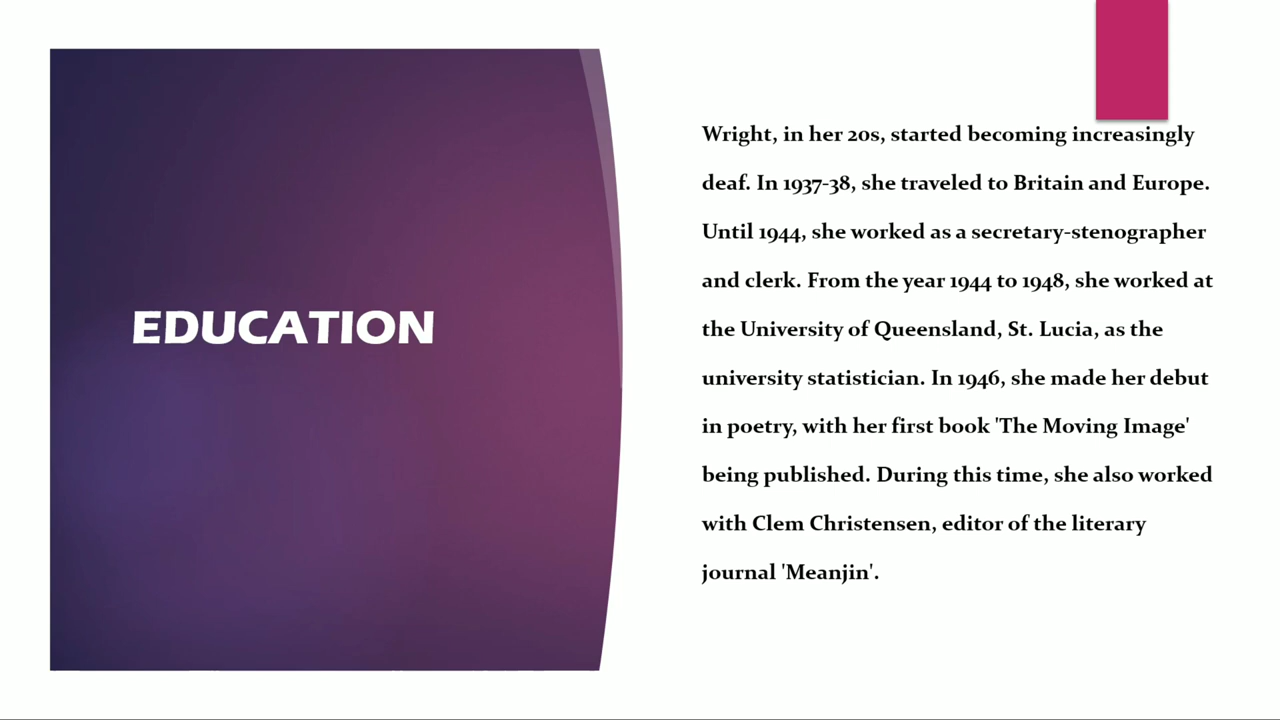 EDUCATION
Wright, in her 20s, started becoming increasingly
deaf. In 1937-38, she traveled to Britain and Europe.
Until 1944, she worked as a secretary-stenographer
and clerk. From the year 1944 to 1948, she worked at
the University of Queensland, St. Lucia, as the
university statistician. In 1946, she made her debut
in poetry, with her first book 'The Moving Image'
being published. During this time, she also worked
with Clem Christensen, editor of the literary
journal 'Meanjin'.